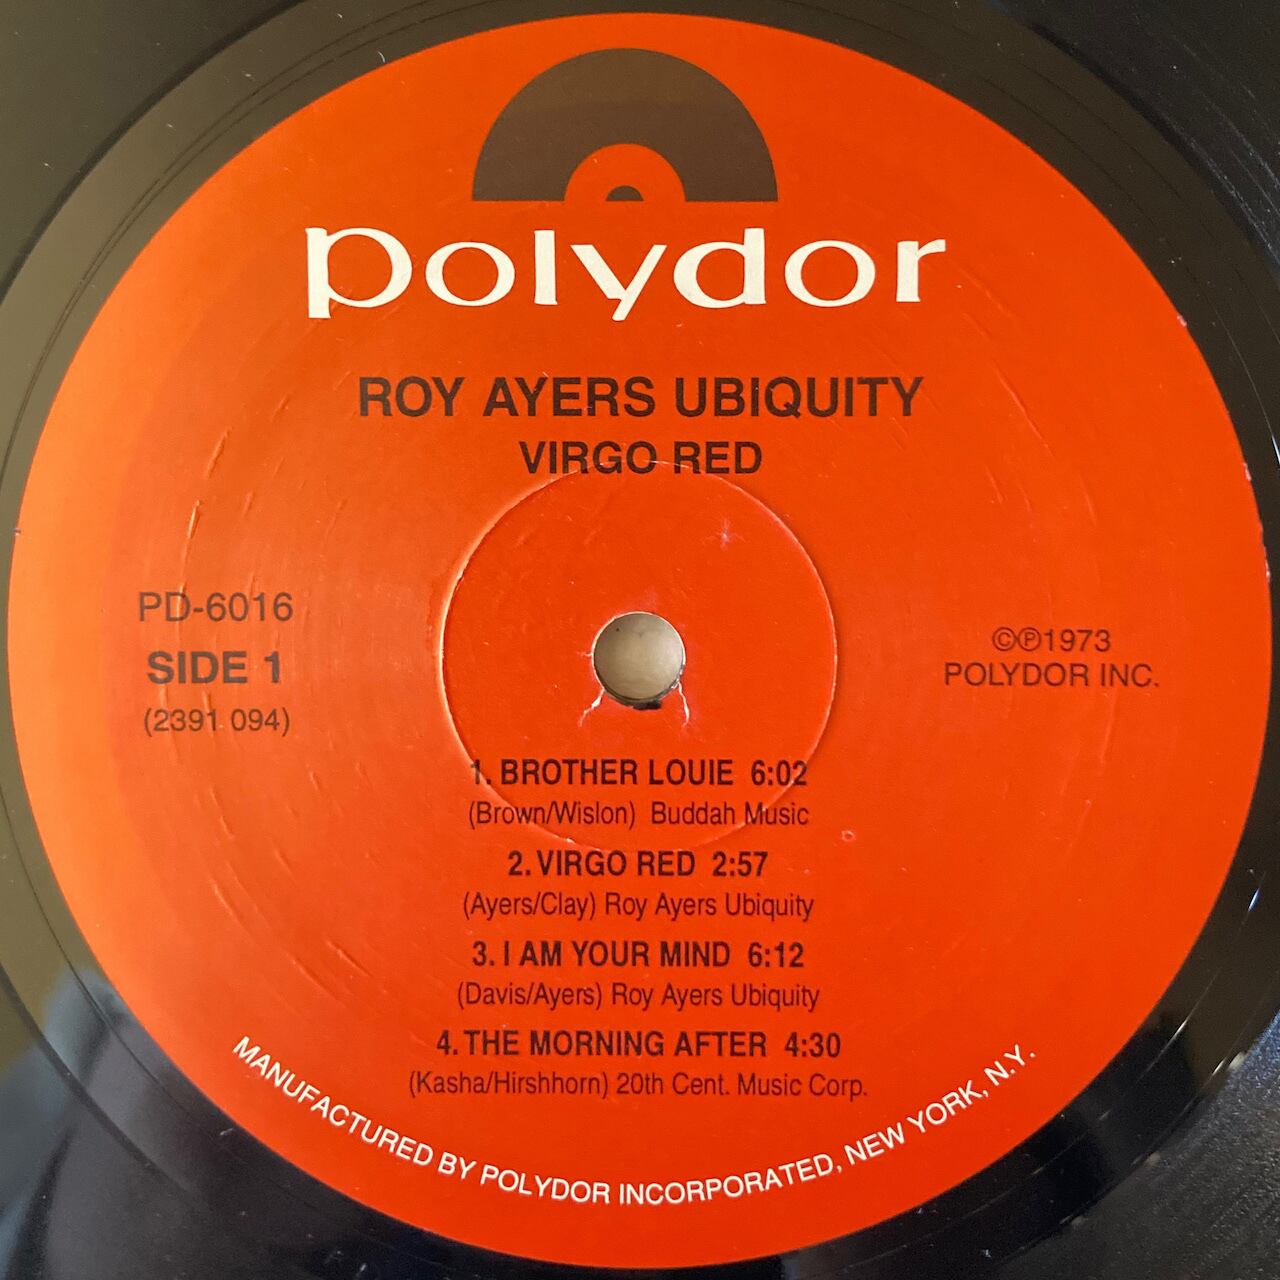 polydor
ROY AYERS UBIQUITY
VIRGO RED
PD-6016
SIDE 1
(2391 094)
©℗1973
POLYDOR INC.
1. BROTHER LOUIE 6:02
(Brown/Wislon) Buddah Music
2. VIRGO RED 2:57
(Ayers/Clay) Roy Ayers Ubiquity
3. I AM YOUR MIND 6:12
(Davis/Ayers) Roy Ayers Ubiquity
4. THE MORNING AFTER 4:30
(Kasha/Hirshhorn) 20th Cent. Music Corp.
MANUFACTURED BY POLYDOR INCORPORATED, NEW YORK, N.Y.